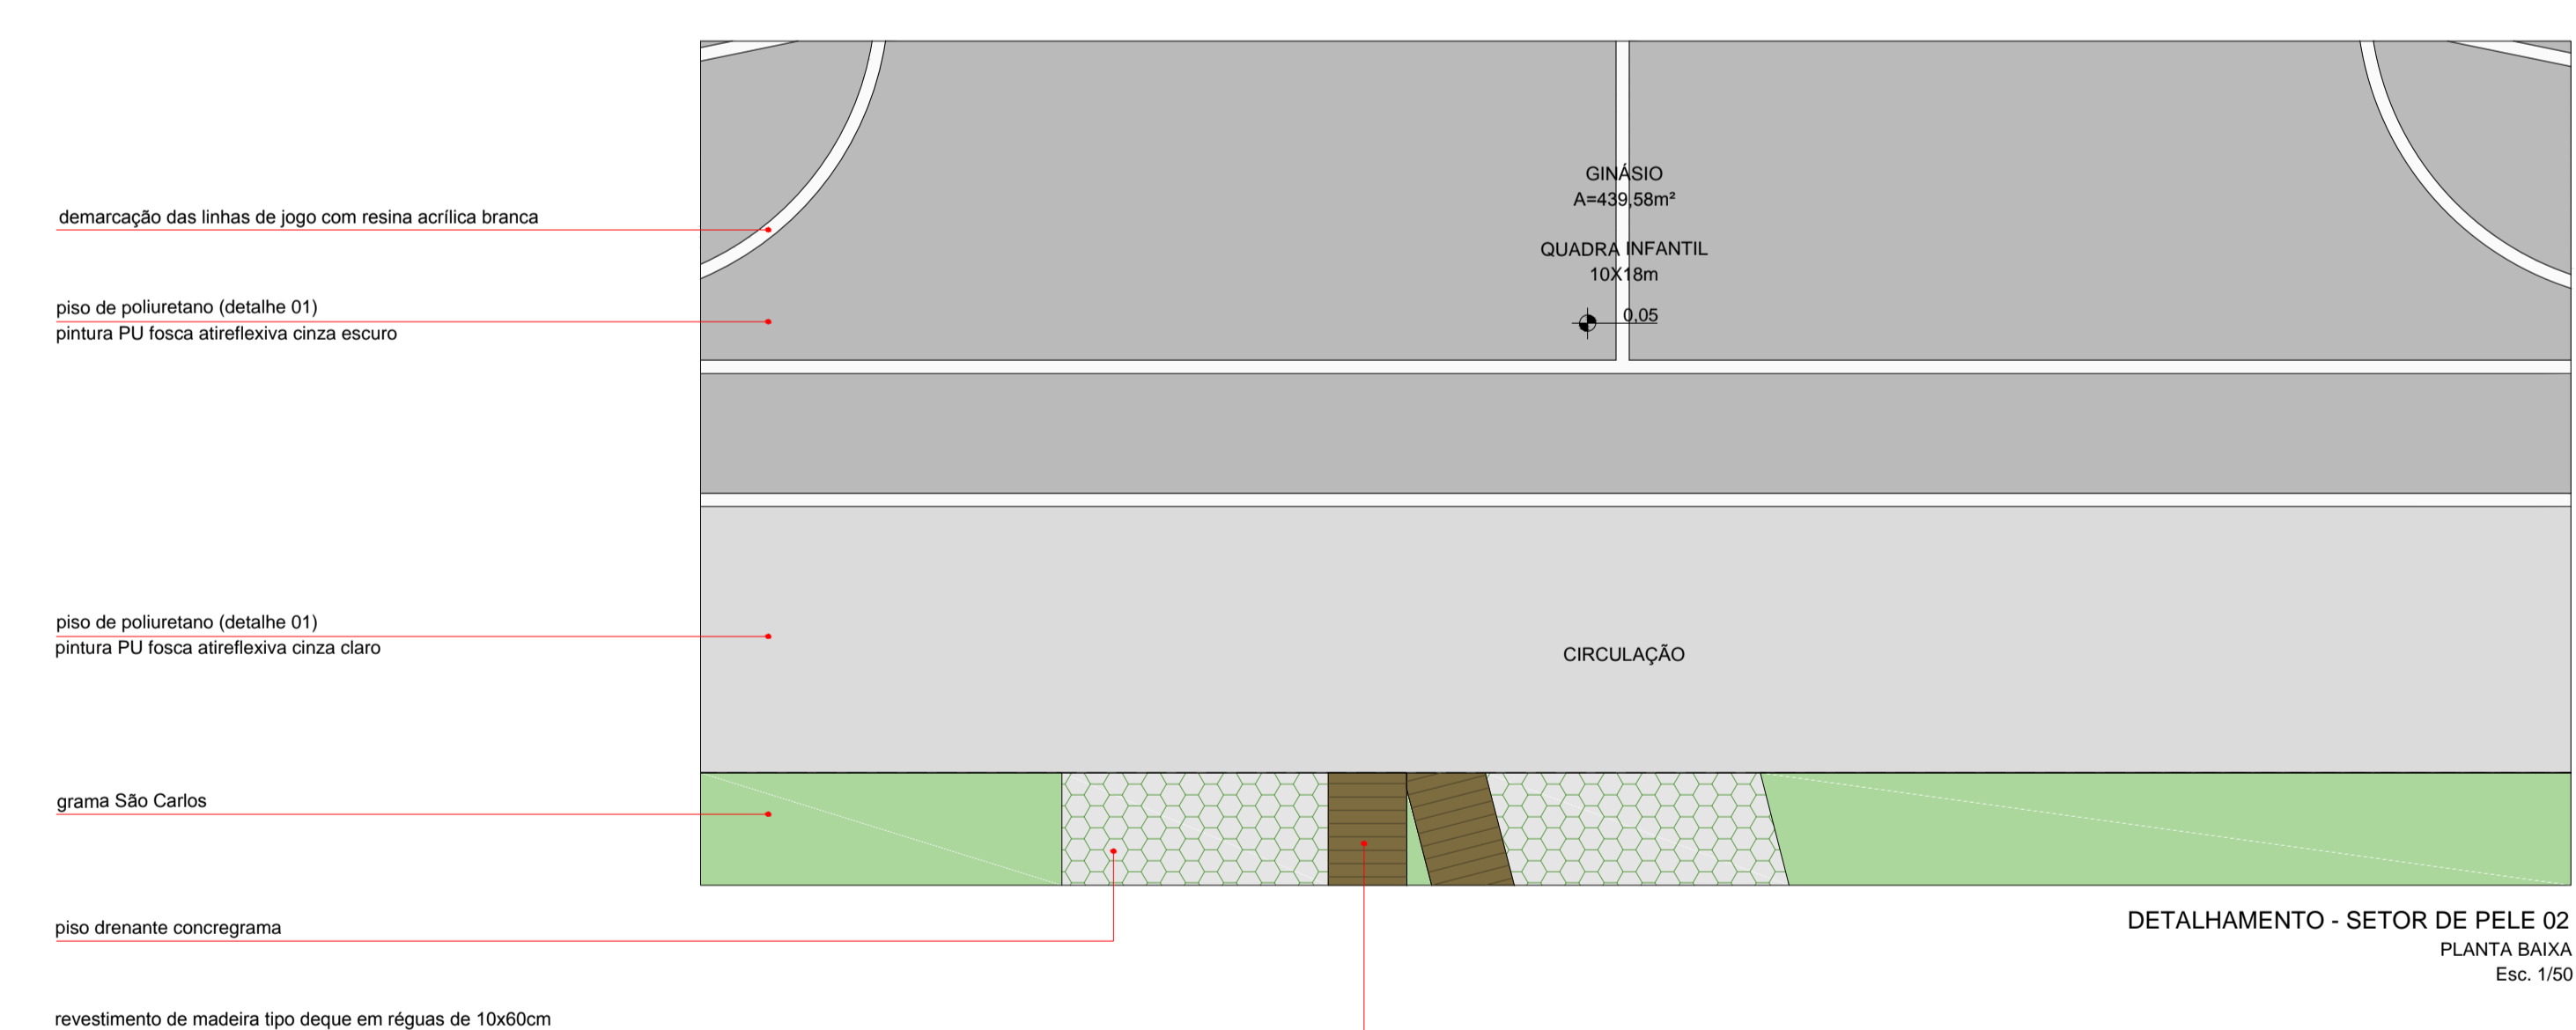 GINÁSIO
A=439,58m²
demarcação das linhas de jogo com resina acrílica branca
QUADRA INFANTIL
10X18m
piso de poliuretano (detalhe 01)
pintura PU fosca atireflexiva cinza escuro
0,05
piso de poliuretano (detalhe 01)
pintura PU fosca atireflexiva cinza claro
CIRCULAÇÃO
grama São Carlos
piso drenante concregrama
DETALHAMENTO - SETOR DE PELE 02
PLANTA BAIXA
Esc. 1/50
revestimento de madeira tipo deque em réguas de 10x60cm